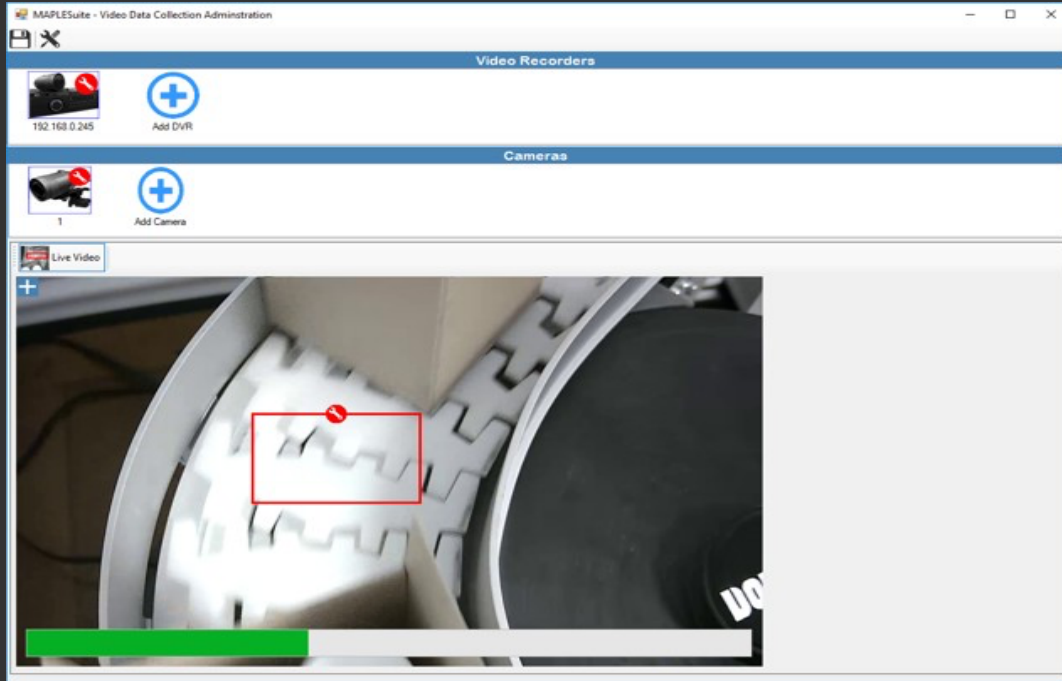 MAPLESuite - Video Data Collection Adminstration
Video Recorders
192.168.0.245
Add DVR
Cameras
1
Add Camera
Live Video